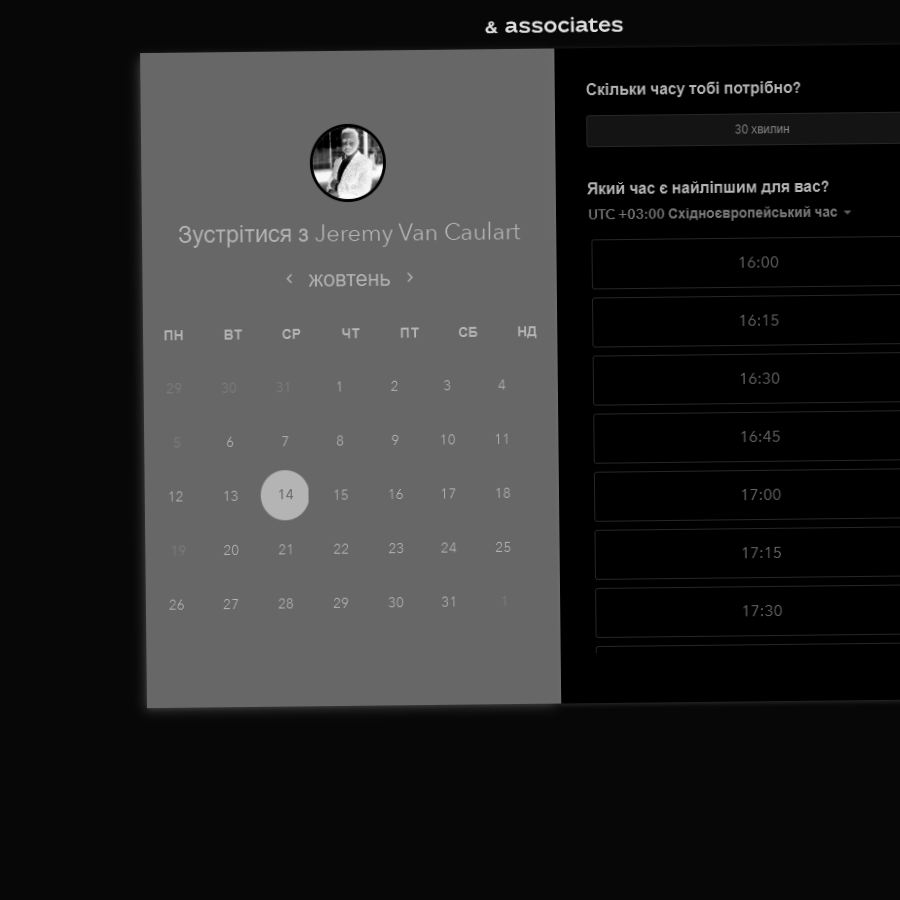 & associates
Зустрітися з Jeremy Van Caulart
< жовтень >
ПН ВТ СР ЧТ ПТ СБ НД
29 30 31 1 2 3 4
5 6 7 8 9 10 11
12 13 14 15 16 17 18
19 20 21 22 23 24 25
26 27 28 29 30 31 1
Скільки часу тобі потрібно?
30 хвилин
Який час є найліпшим для вас?
UTC +03:00 Східноєвропейський час
16:00
16:15
16:30
16:45
17:00
17:15
17:30